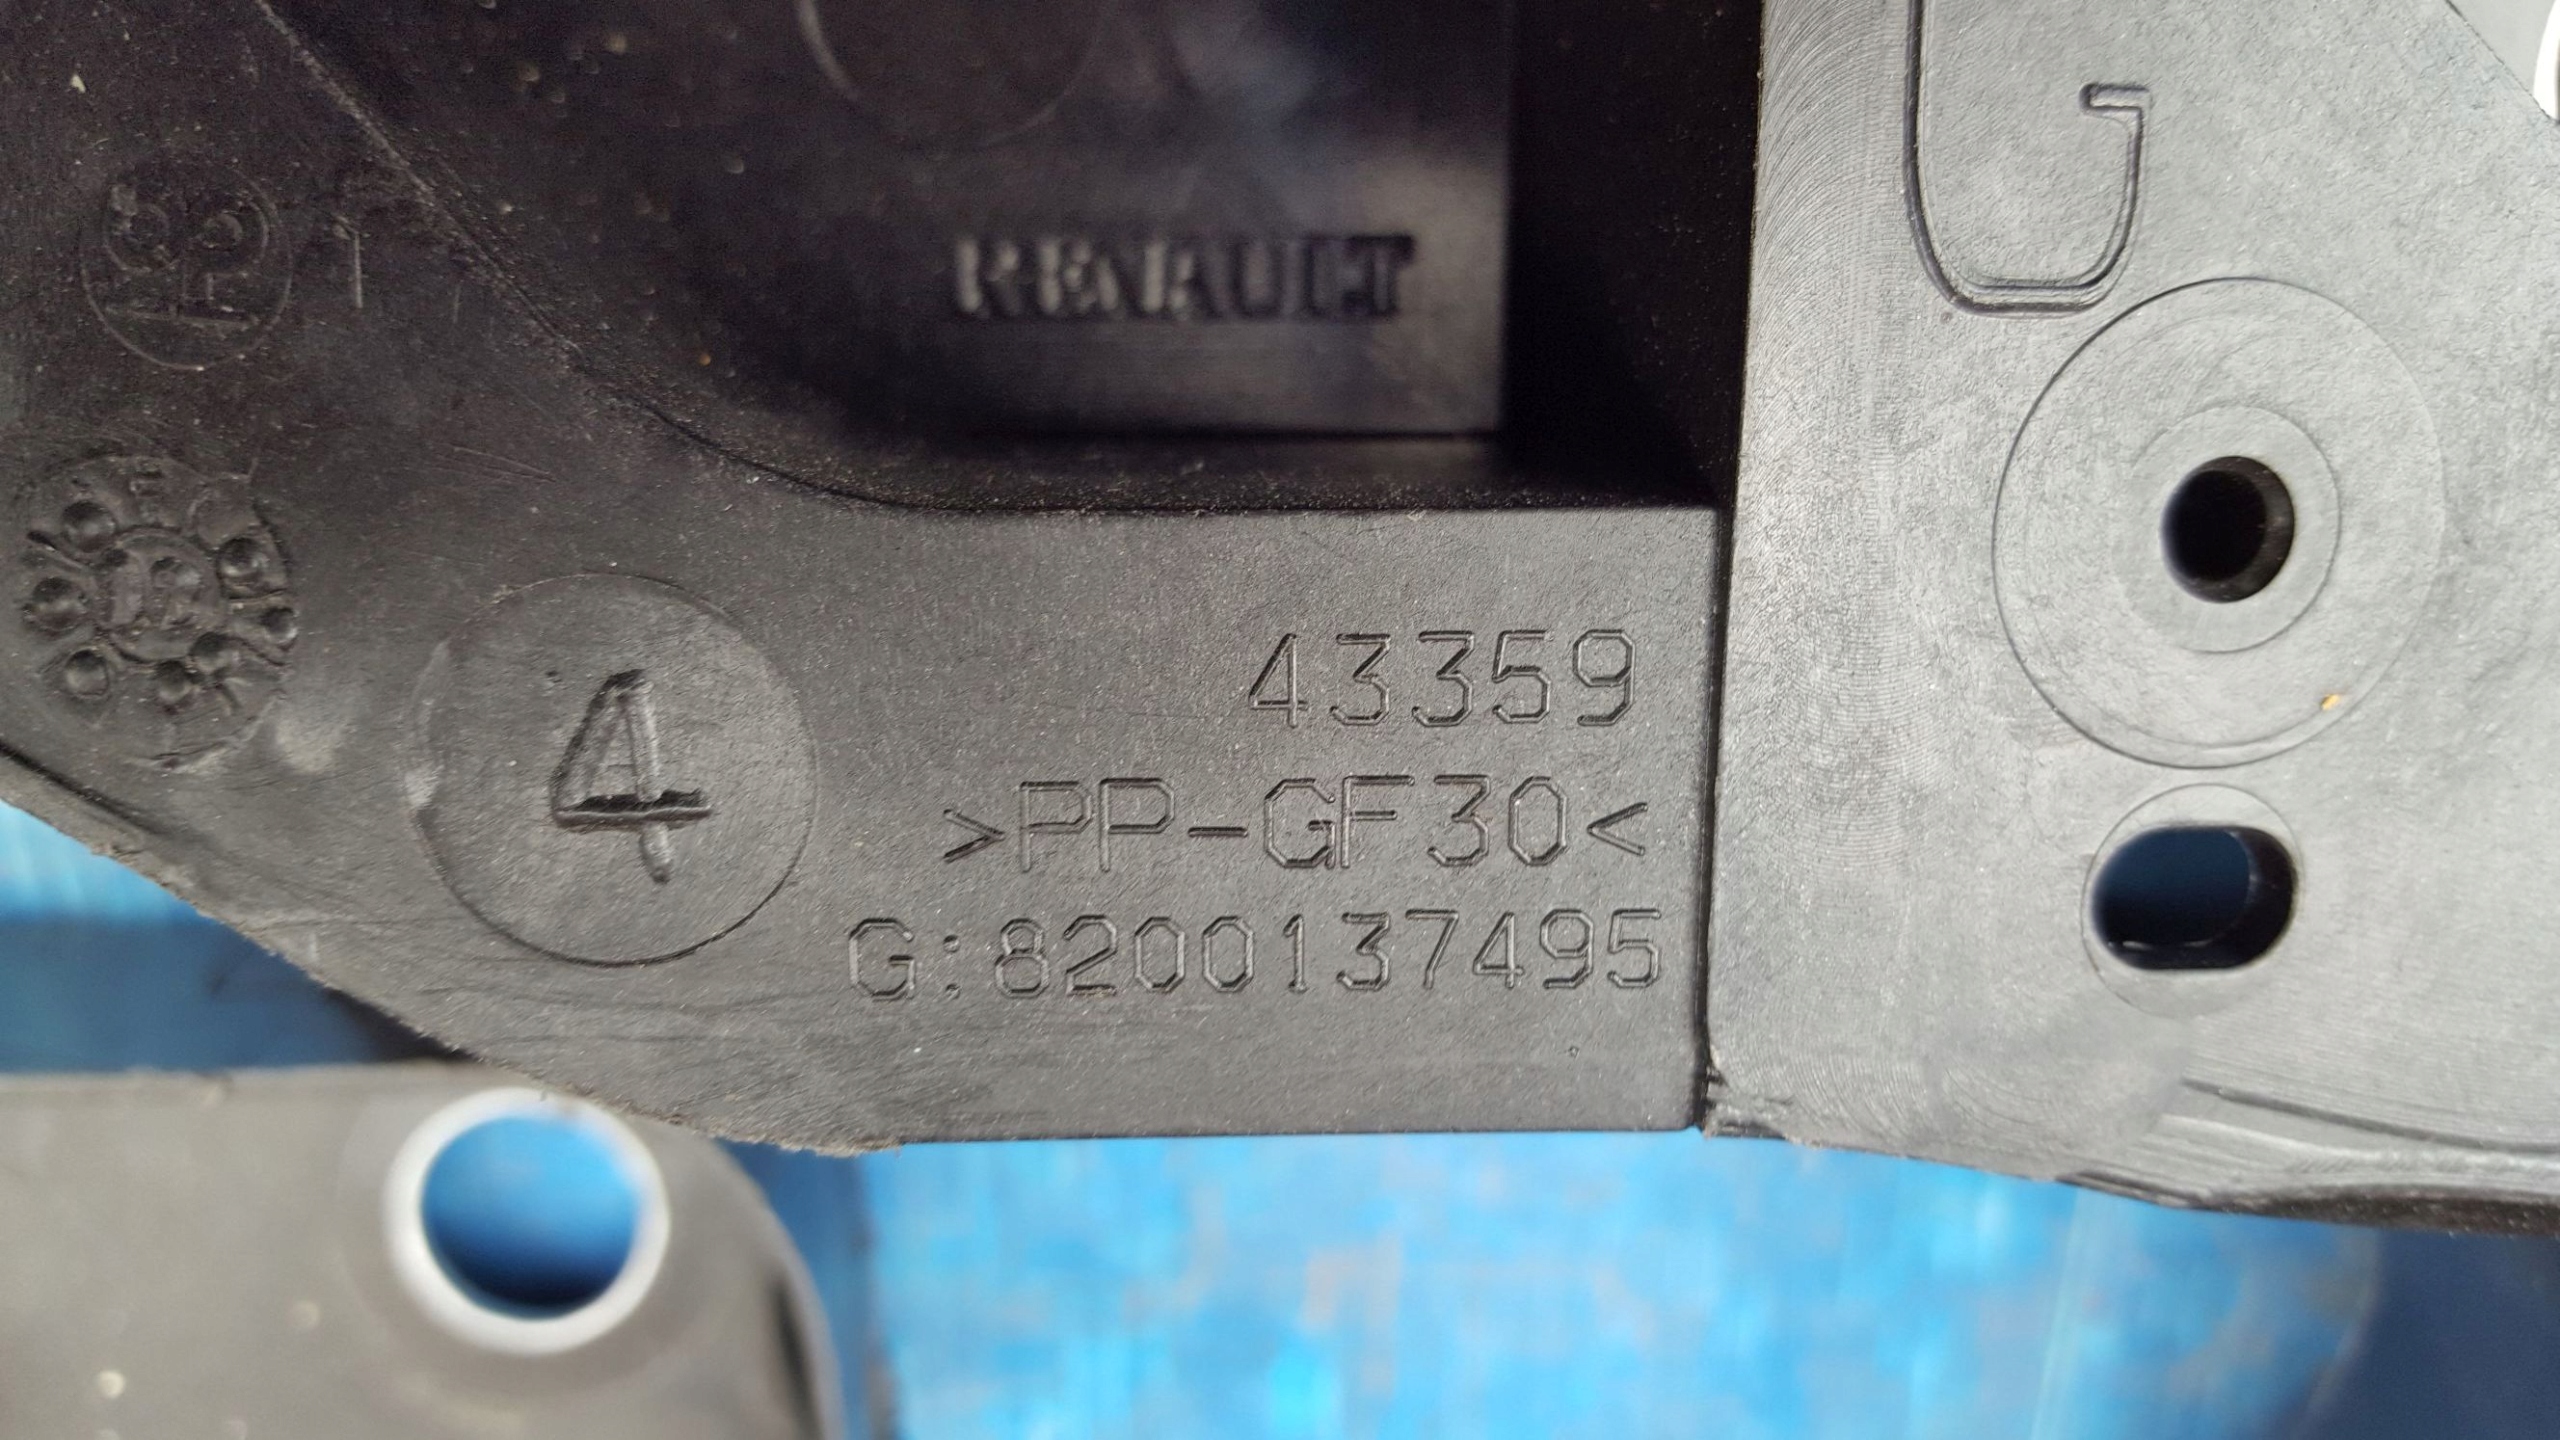 RENAULT
G
4
43359
>PP-GF30<
G:8200137495